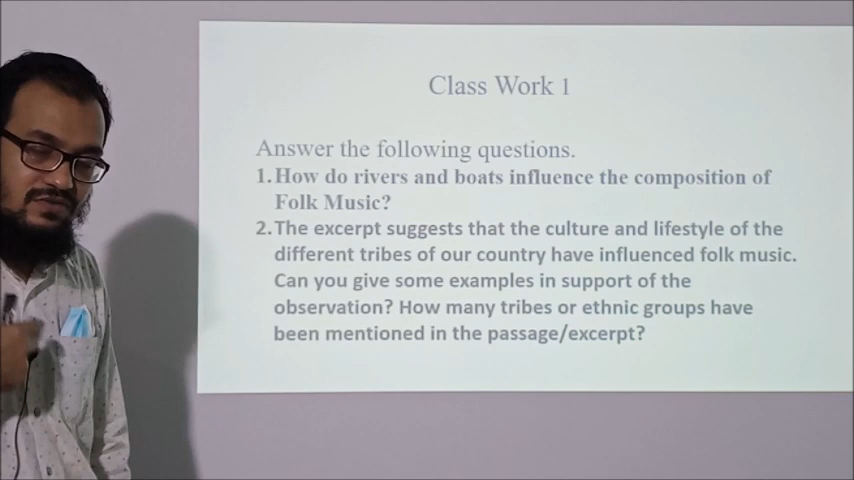 Class Work 1
Answer the following questions.
1. How do rivers and boats influence the composition of
Folk Music?
2. The excerpt suggests that the culture and lifestyle of the
different tribes of our country have influenced folk music.
Can you give some examples in support of the
observation? How many tribes or ethnic groups have
been mentioned in the passage/excerpt?